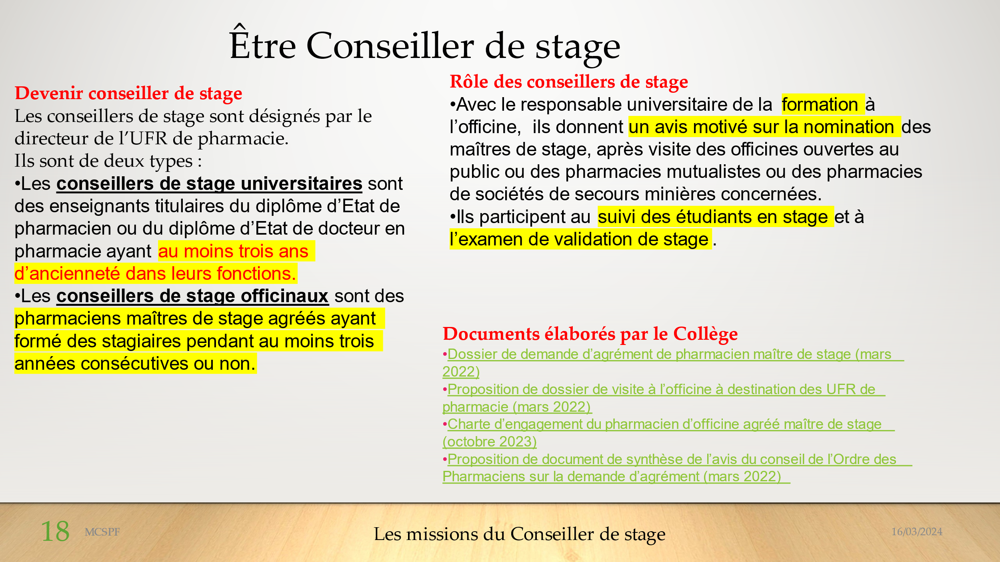 Être Conseiller de stage
Devenir conseiller de stage
Les conseillers de stage sont désignés par le
directeur de l’UFR de pharmacie.
Ils sont de deux types :
•Les conseillers de stage universitaires sont
des enseignants titulaires du diplôme d’Etat de
pharmacien ou du diplôme d’Etat de docteur en
pharmacie ayant au moins trois ans
d’ancienneté dans leurs fonctions.
•Les conseillers de stage officinaux sont des
pharmaciens maîtres de stage agréés ayant
formé des stagiaires pendant au moins trois
années consécutives ou non.
Rôle des conseillers de stage
•Avec le responsable universitaire de la formation à
l’officine, ils donnent un avis motivé sur la nomination des
maîtres de stage, après visite des officines ouvertes au
public ou des pharmacies mutualistes ou des pharmacies
de sociétés de secours minières concernées.
•Ils participent au suivi des étudiants en stage et à
l’examen de validation de stage .
Documents élaborés par le Collège
•Dossier de demande d’agrément de pharmacien maître de stage (mars
2022)
•Proposition de dossier de visite à l’officine à destination des UFR de
pharmacie (mars 2022)
•Charte d’engagement du pharmacien d’officine agréé maître de stage
(octobre 2023)
•Proposition de document de synthèse de l’avis du conseil de l’Ordre des
Pharmaciens sur la demande d’agrément (mars 2022)
18
MCSPF
Les missions du Conseiller de stage
16/03/2024